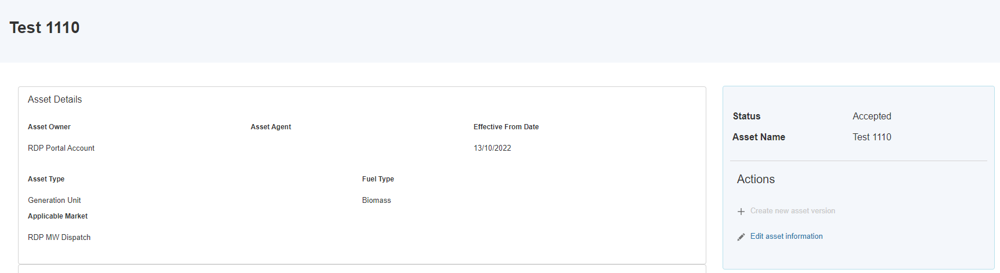 Test 1110
Asset Details
Asset Owner Asset Agent Effective From Date
RDP Portal Account 13/10/2022
Asset Type Fuel Type
Generation Unit Biomass
Applicable Market
RDP MW Dispatch
Status Accepted
Asset Name Test 1110
Actions
Create new asset version
Edit asset information